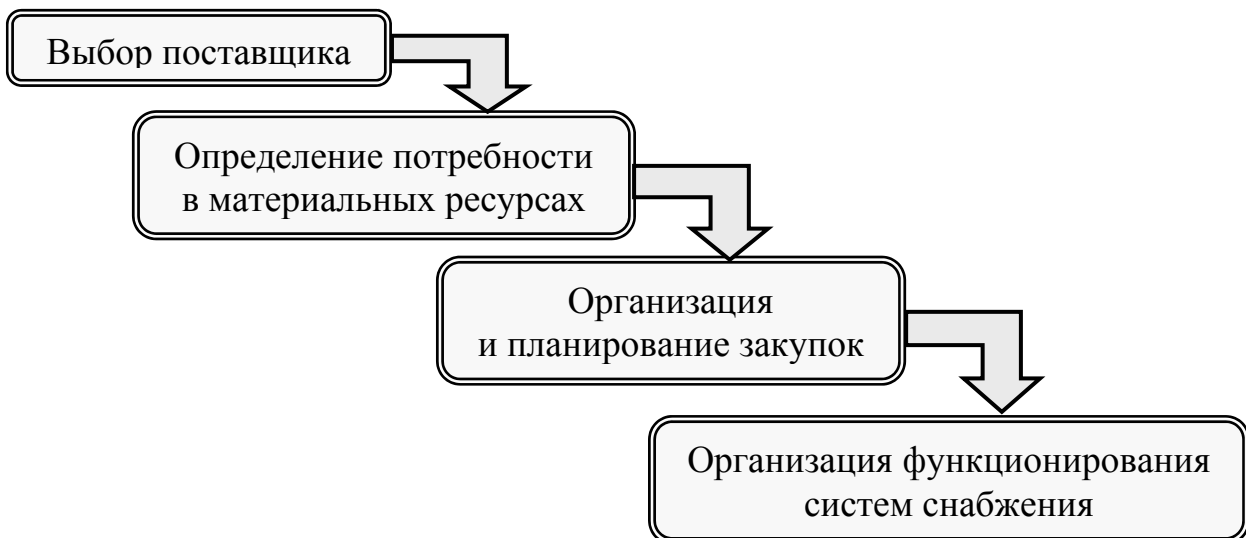 Выбор поставщика
Определение потребности
в материальных ресурсах
Организация
и планирование закупок
Организация функционирования
систем снабжения